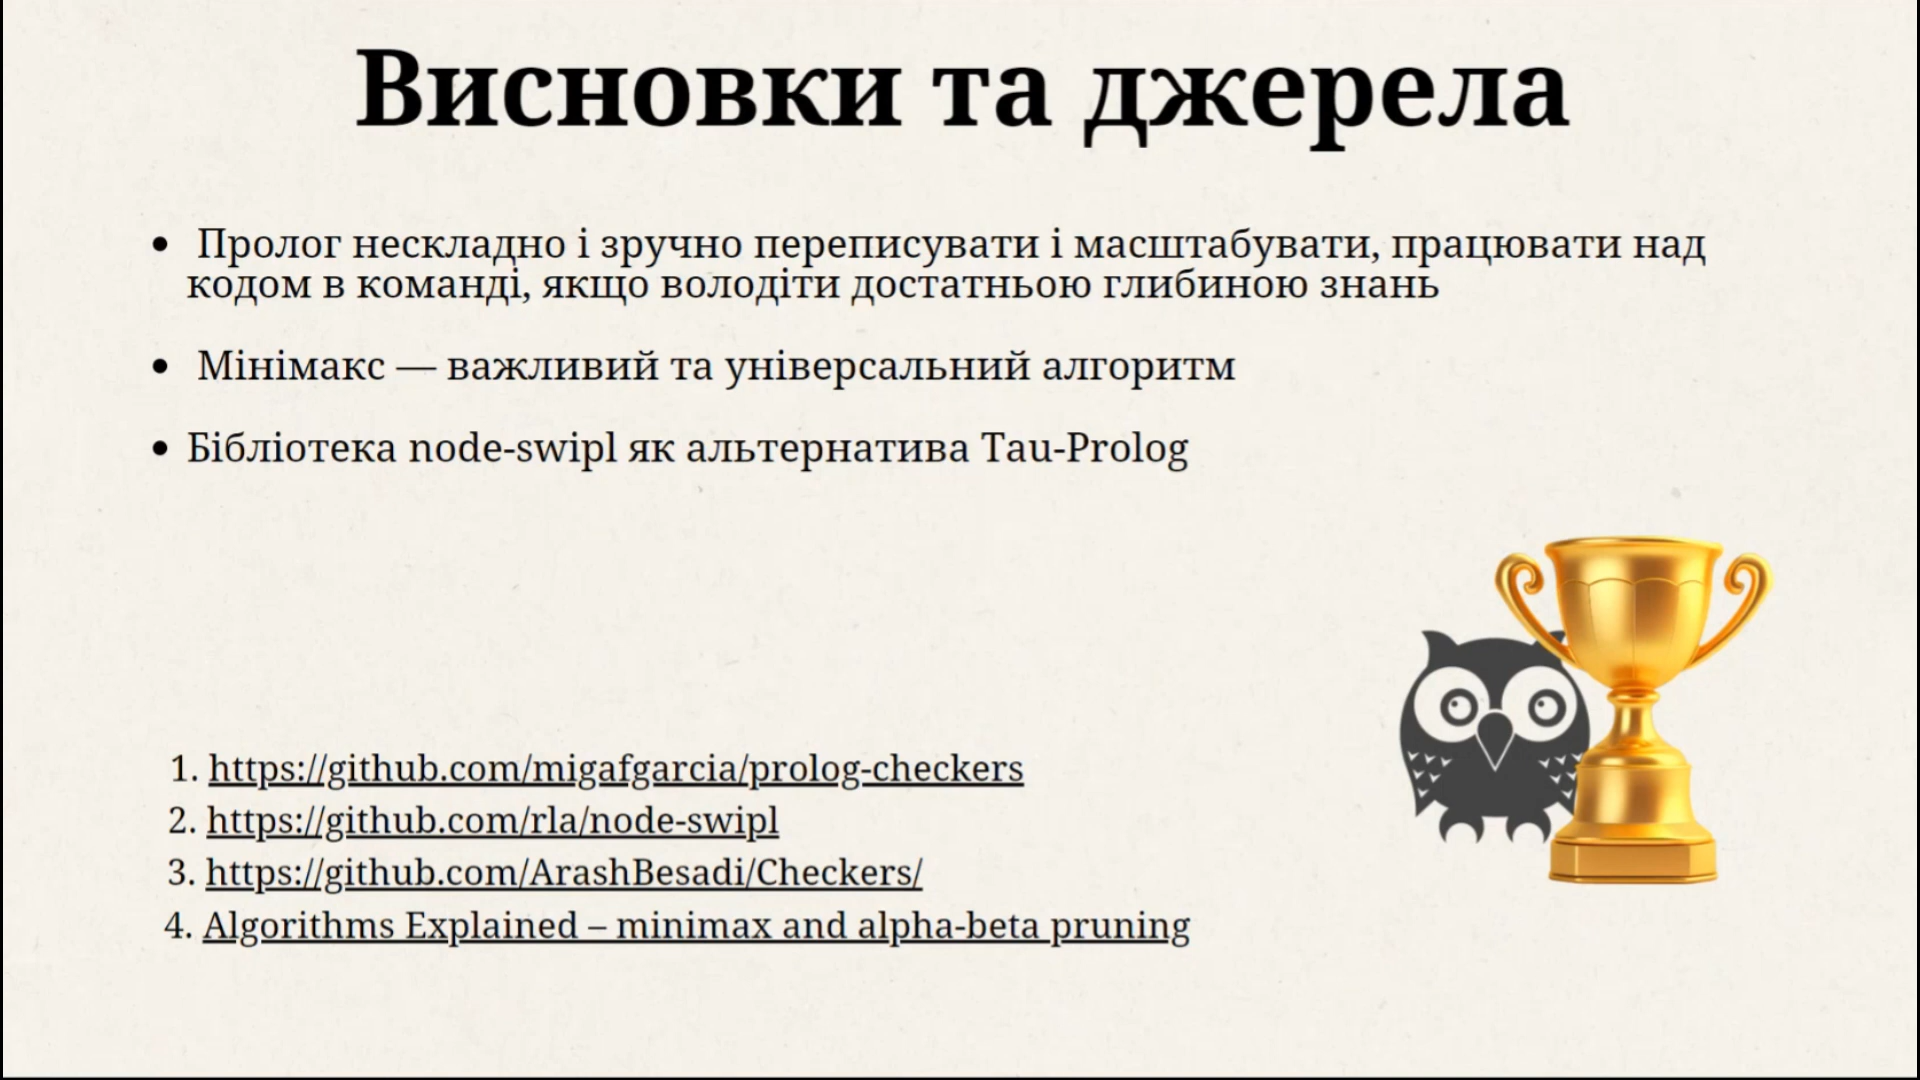 Висновки та джерела
• Пролог нескладно і зручно переписувати і масштабувати, працювати над
кодом в команді, якщо володіти достатньою глибиною знань
• Мінімакс — важливий та універсальний алгоритм
• Бібліотека node-swipl як альтернатива Tau-Prolog
1. https://github.com/migafgarcia/prolog-checkers
2. https://github.com/rla/node-swipl
3. https://github.com/ArashBesadi/Checkers/
4. Algorithms Explained – minimax and alpha-beta pruning